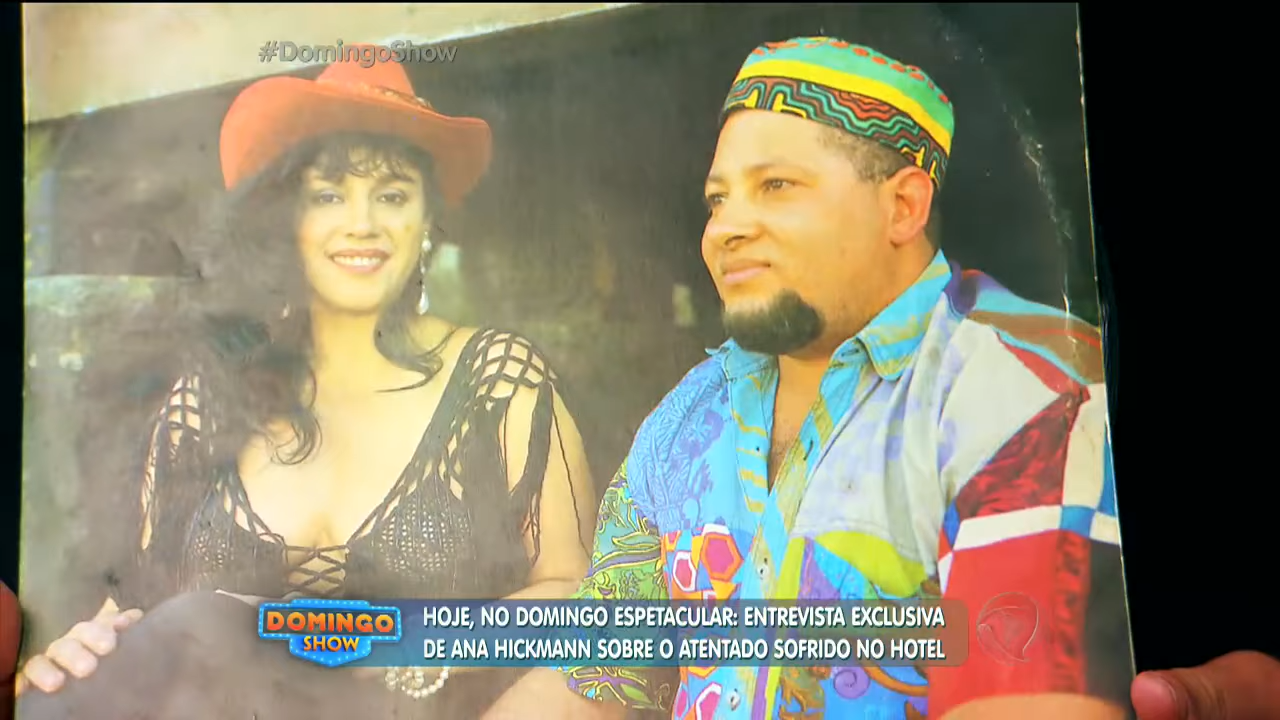 #DomingoShow
DOMINGO
SHOW
HOJE, NO DOMINGO ESPETACULAR: ENTREVISTA EXCLUSIVA
DE ANA HICKMANN SOBRE O ATENTADO SOFRIDO NO HOTEL